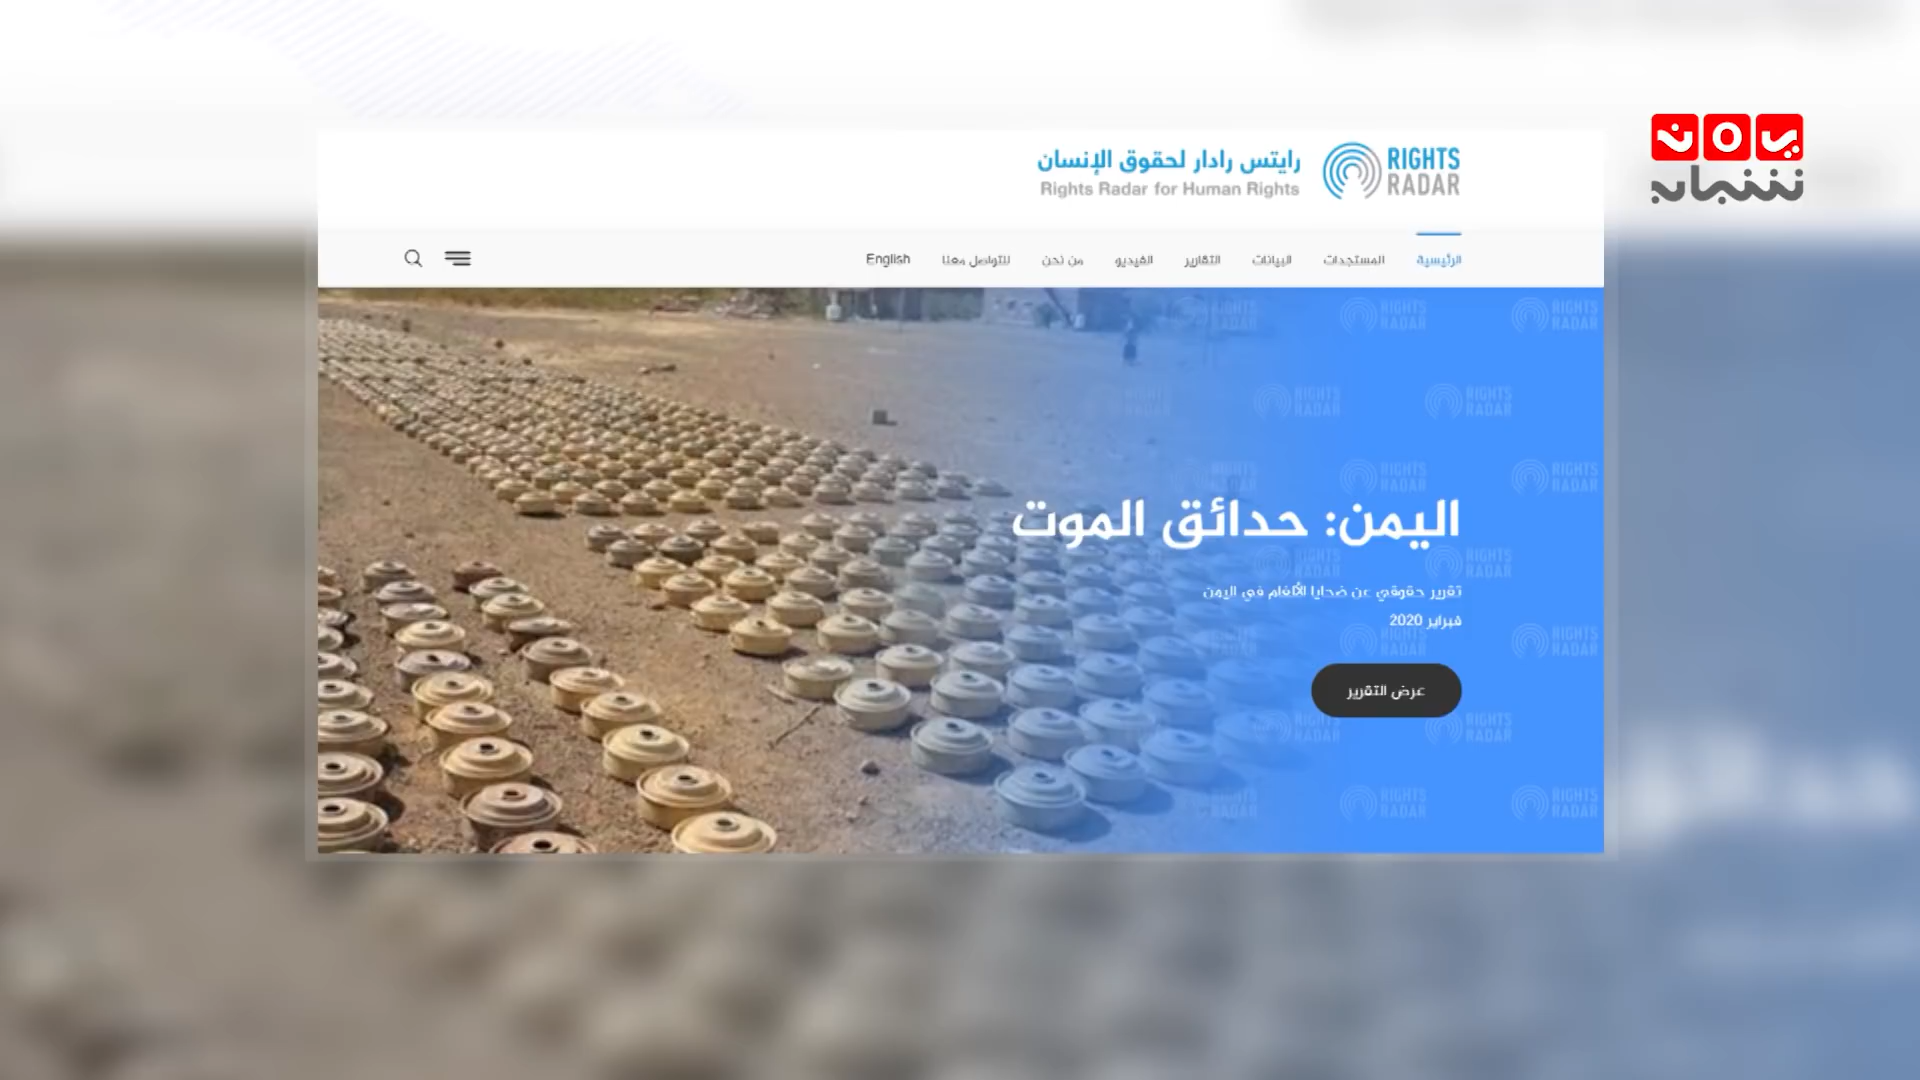 رايتس رادار لحقوق الإنسان
Rights Radar for Human Rights
RIGHTS
RADAR
يمن
شباب
الرئيسية المستجدات البيانات التقارير الفيديو من نحن للتواصل معنا English
اليمن: حدائق الموت
تقرير حقوقي عن ضحايا الألغام في اليمن
فبراير 2020
عرض التقرير